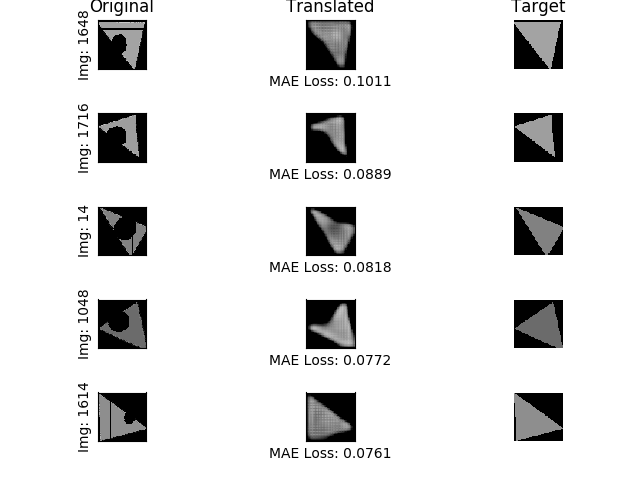 Original Translated Target
Img: 1648
MAE Loss: 0.1011
Img: 1716
MAE Loss: 0.0889
Img: 14
MAE Loss: 0.0818
Img: 1048
MAE Loss: 0.0772
Img: 1614
MAE Loss: 0.0761